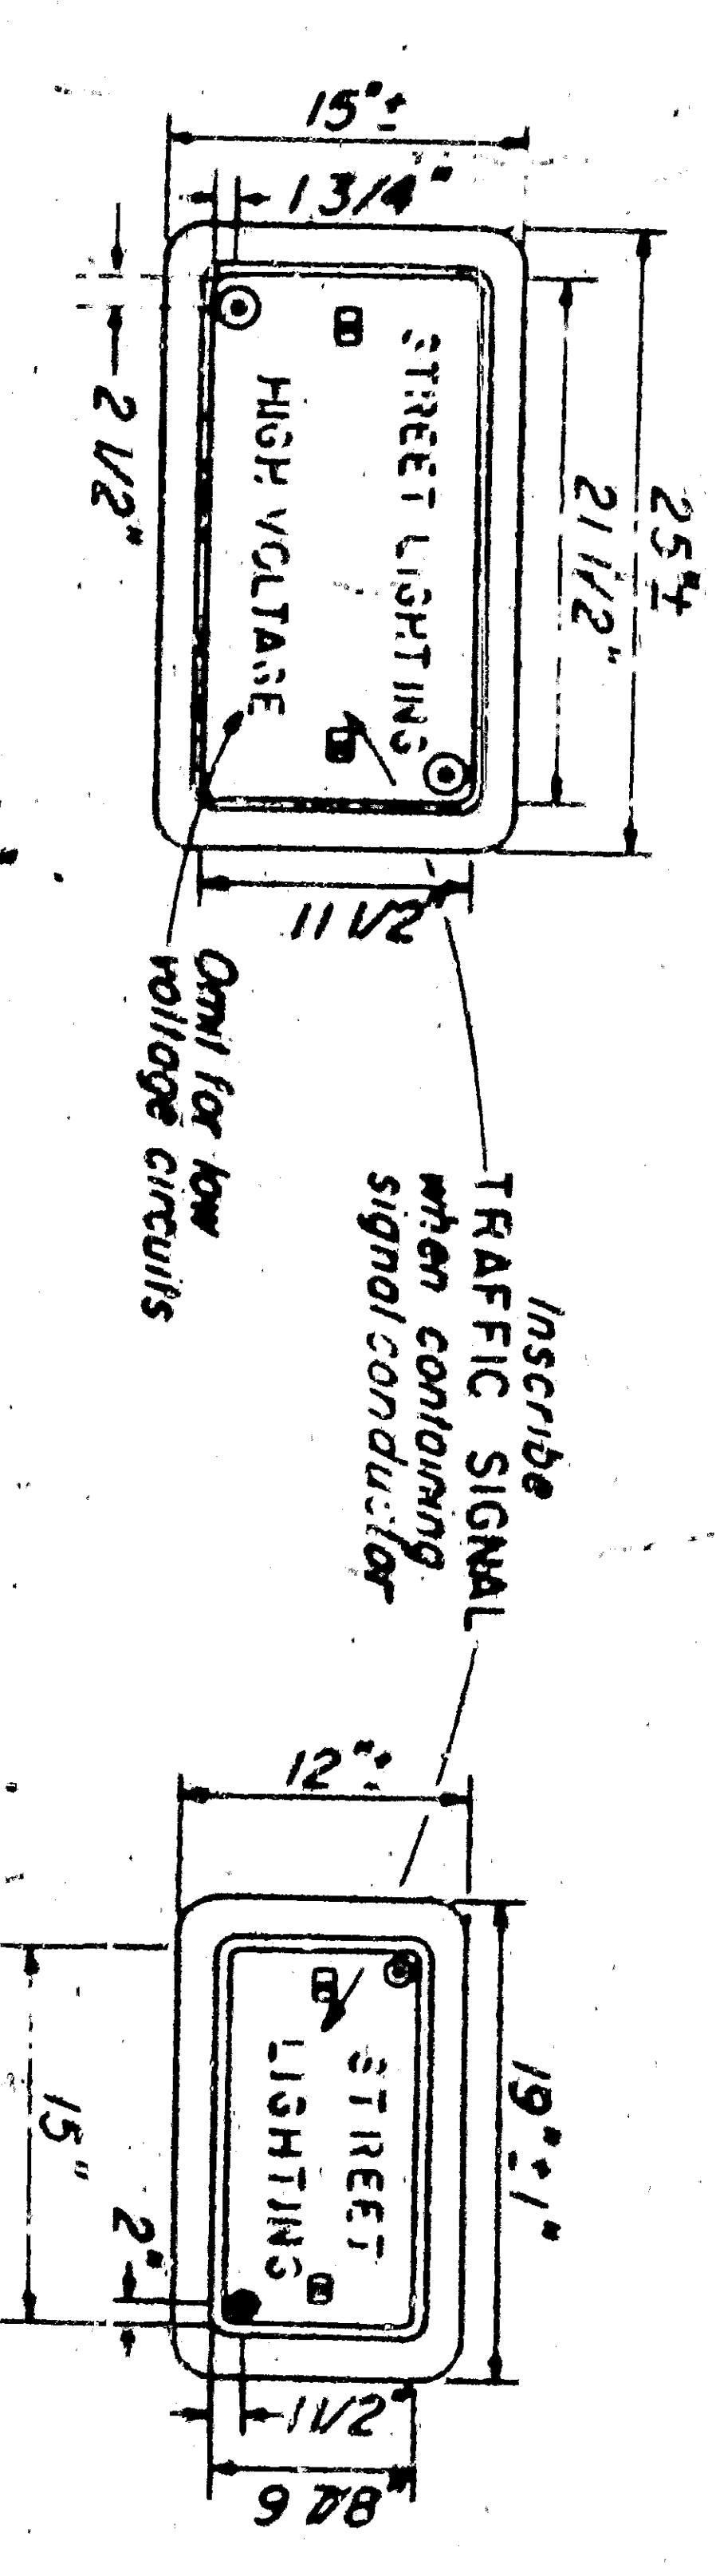 15"±
1 3/4"
2 1/2"
25"±
21 1/2"
STREET LIGHTING
HIGH VOLTAGE
11 1/2"
Omit for low
voltage circuits
Inscribe
TRAFFIC SIGNAL
when containing
signal conductor
12"±
19"±1"
15"
STREET
LIGHTING
2"
1 1/2"
9 7/8"